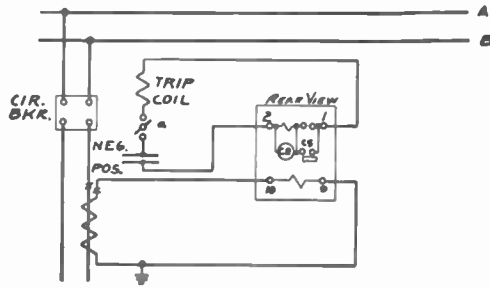 A
B
CIR.
BKR.
TRIP
COIL
a
NEG.
POS.
REAR VIEW
2
1
CS
10
9